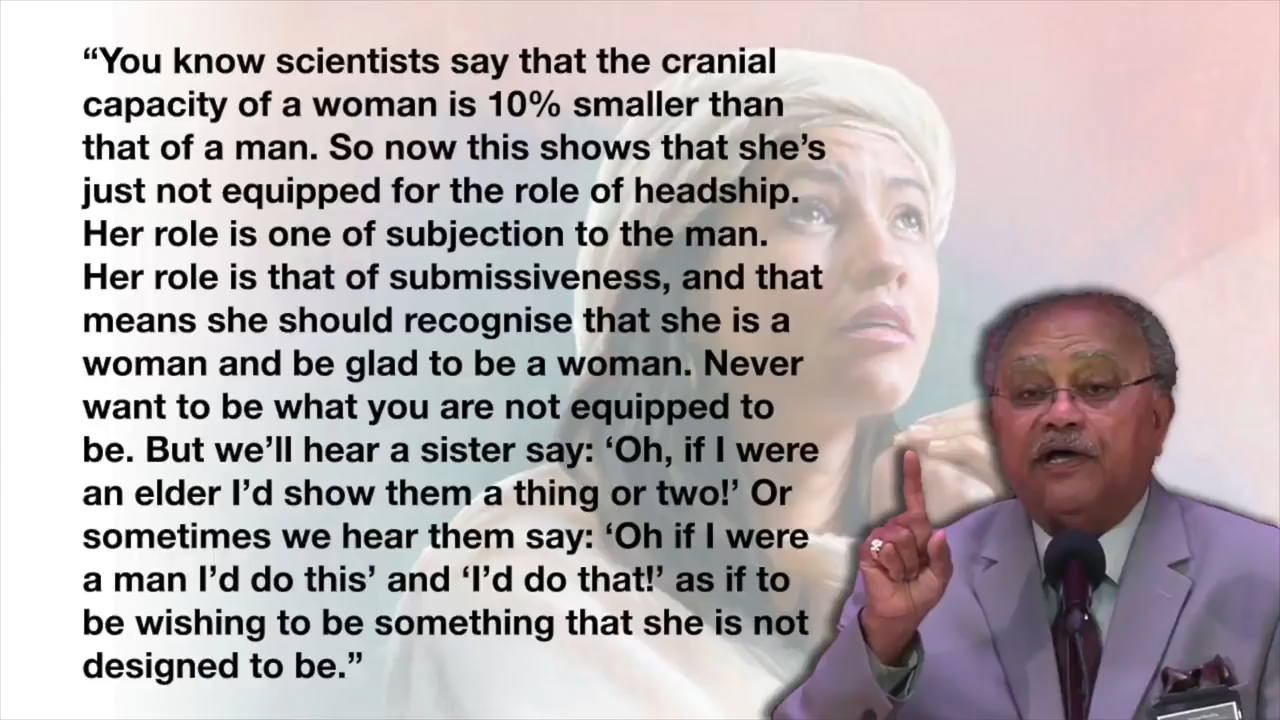 “You know scientists say that the cranial
capacity of a woman is 10% smaller than
that of a man. So now this shows that she’s
just not equipped for the role of headship.
Her role is one of subjection to the man.
Her role is that of submissiveness, and that
means she should recognise that she is a
woman and be glad to be a woman. Never
want to be what you are not equipped to
be. But we’ll hear a sister say: ‘Oh, if I were
an elder I’d show them a thing or two!’ Or
sometimes we hear them say: ‘Oh if I were
a man I’d do this’ and ‘I’d do that!’ as if to
be wishing to be something that she is not
designed to be.”